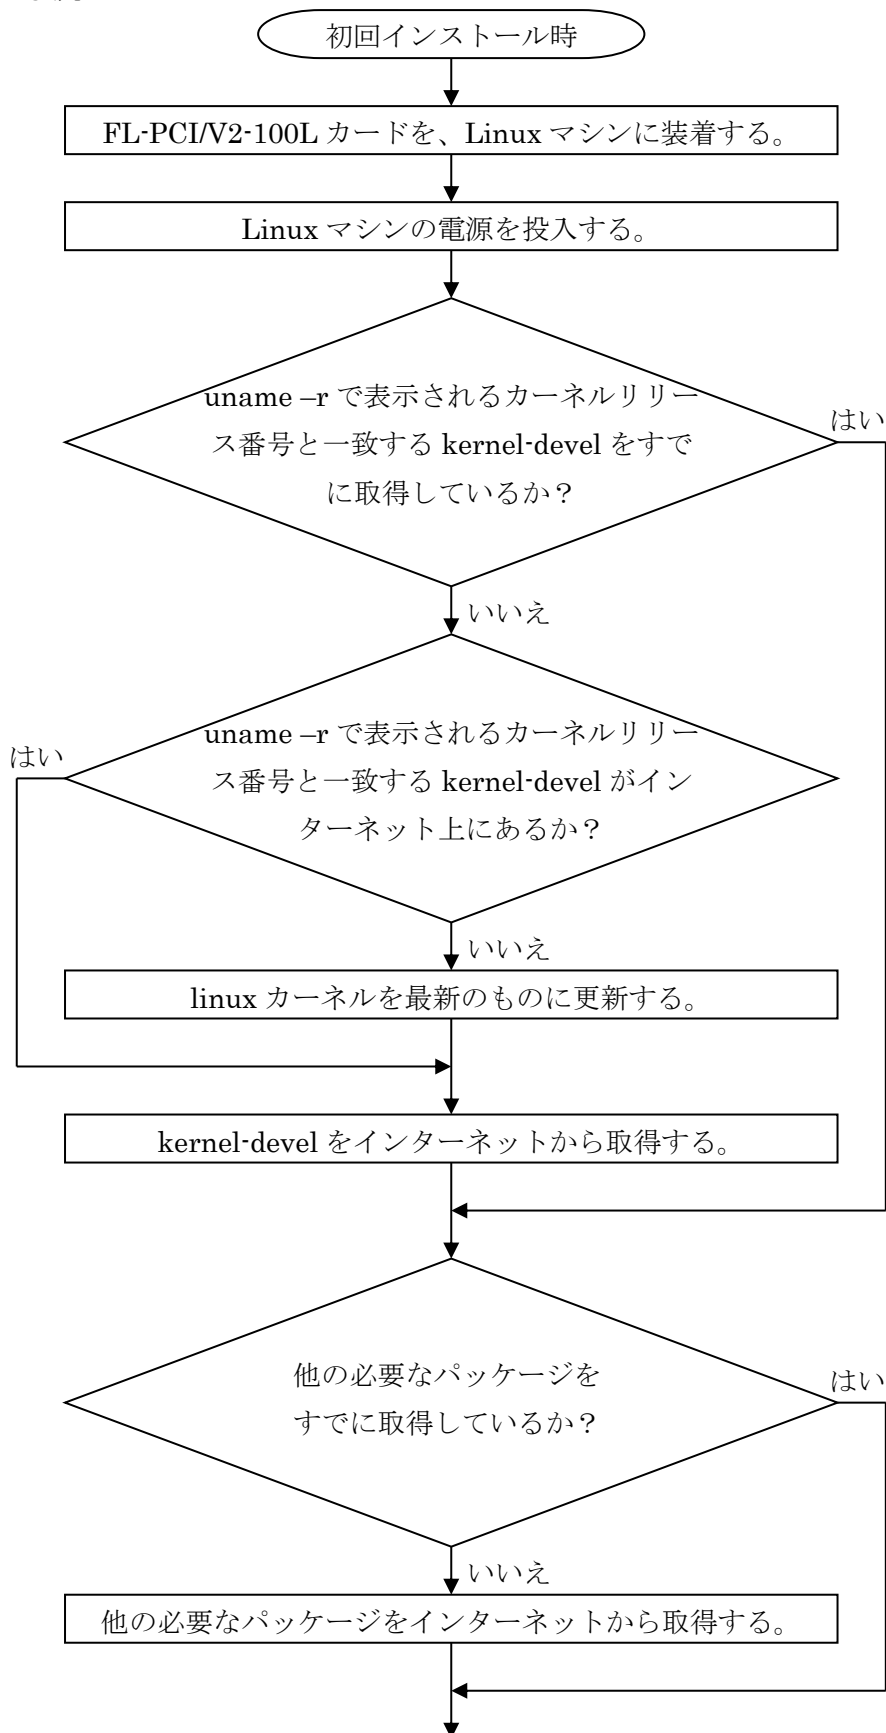 初回インストール時
FL-PCI/V2-100L カードを、Linux マシンに装着する。
Linux マシンの電源を投入する。
uname –r で表示されるカーネルリリー
ス番号と一致する kernel-devel をすで
に取得しているか？
はい
いいえ
uname –r で表示されるカーネルリリー
ス番号と一致する kernel-devel がイン
ターネット上にあるか？
はい
いいえ
linux カーネルを最新のものに更新する。
kernel-devel をインターネットから取得する。
他の必要なパッケージを
すでに取得しているか？
はい
いいえ
他の必要なパッケージをインターネットから取得する。